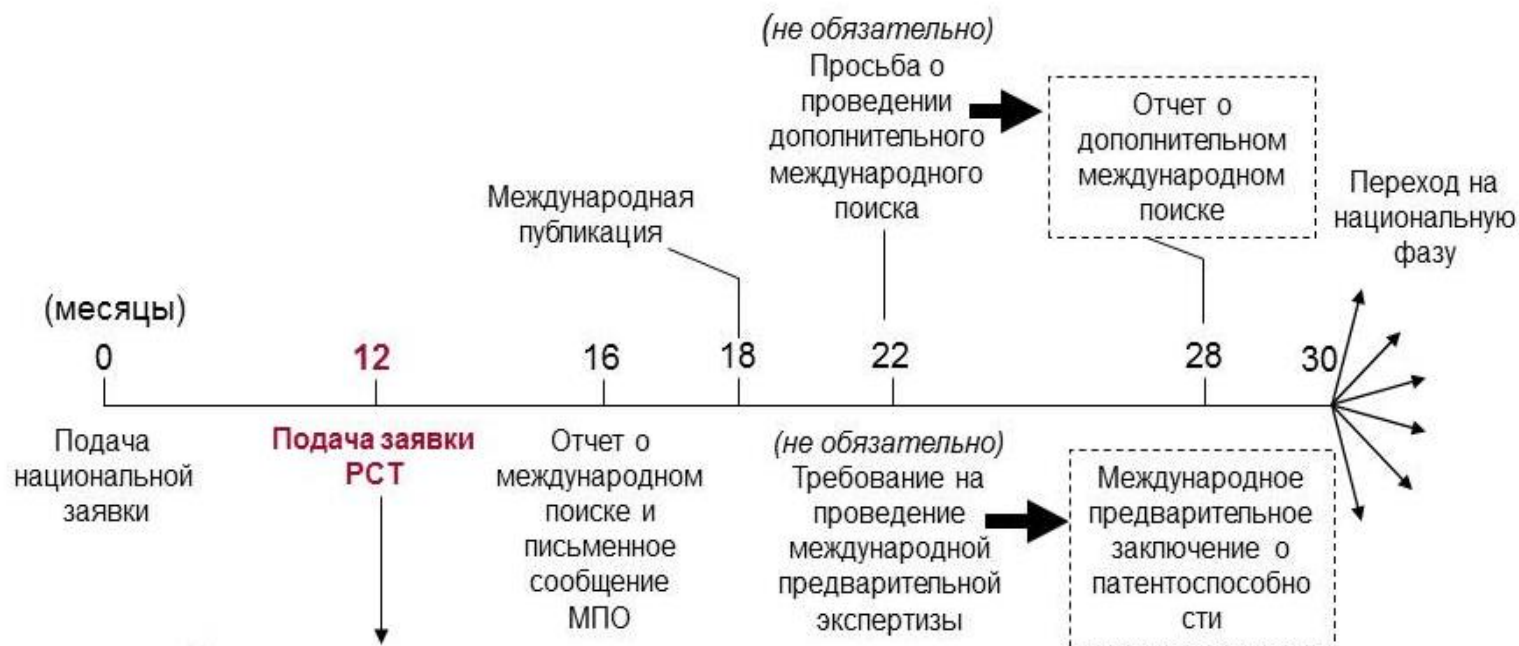 (не обязательно)
Просьба о
проведении
дополнительного
международного
поиска
Отчет о
дополнительном
международном
поиске
Переход на
национальную
фазу
Международная
публикация
(месяцы)
0
12
16
18
22
28
30
Подача
национальной
заявки
Подача заявки
PCT
Отчет о
международном
поиске и
письменное
сообщение
МПО
(не обязательно)
Требование на
проведение
международной
предварительной
экспертизы
Международное
предварительное
заключение о
патентоспособно
сти